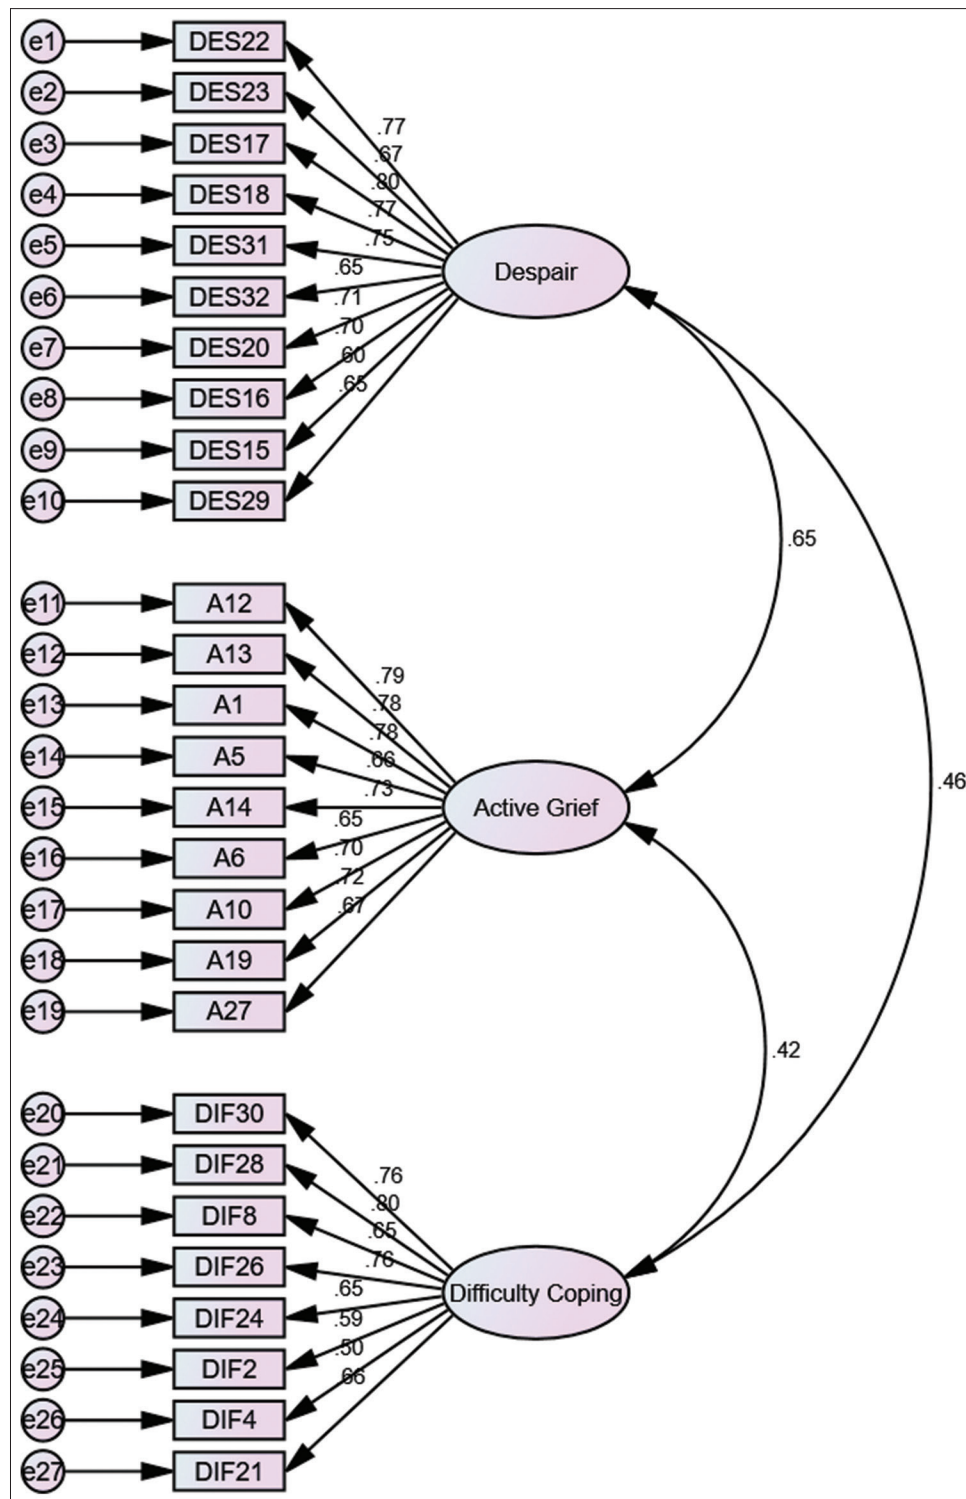 e1 DES22
e2 DES23
e3 DES17
e4 DES18
e5 DES31
e6 DES32
e7 DES20
e8 DES16
e9 DES15
e10 DES29
.77
.67
.80
.77
.75
.65
.71
.70
.60
.65
Despair
.65
.46
e11 A12
e12 A13
e13 A1
e14 A5
e15 A14
e16 A6
e17 A10
e18 A19
e19 A27
.79
.78
.78
.66
.73
.65
.70
.72
.67
Active Grief
.42
e20 DIF30
e21 DIF28
e22 DIF8
e23 DIF26
e24 DIF24
e25 DIF2
e26 DIF4
e27 DIF21
.76
.80
.65
.76
.65
.59
.50
.66
Difficulty Coping